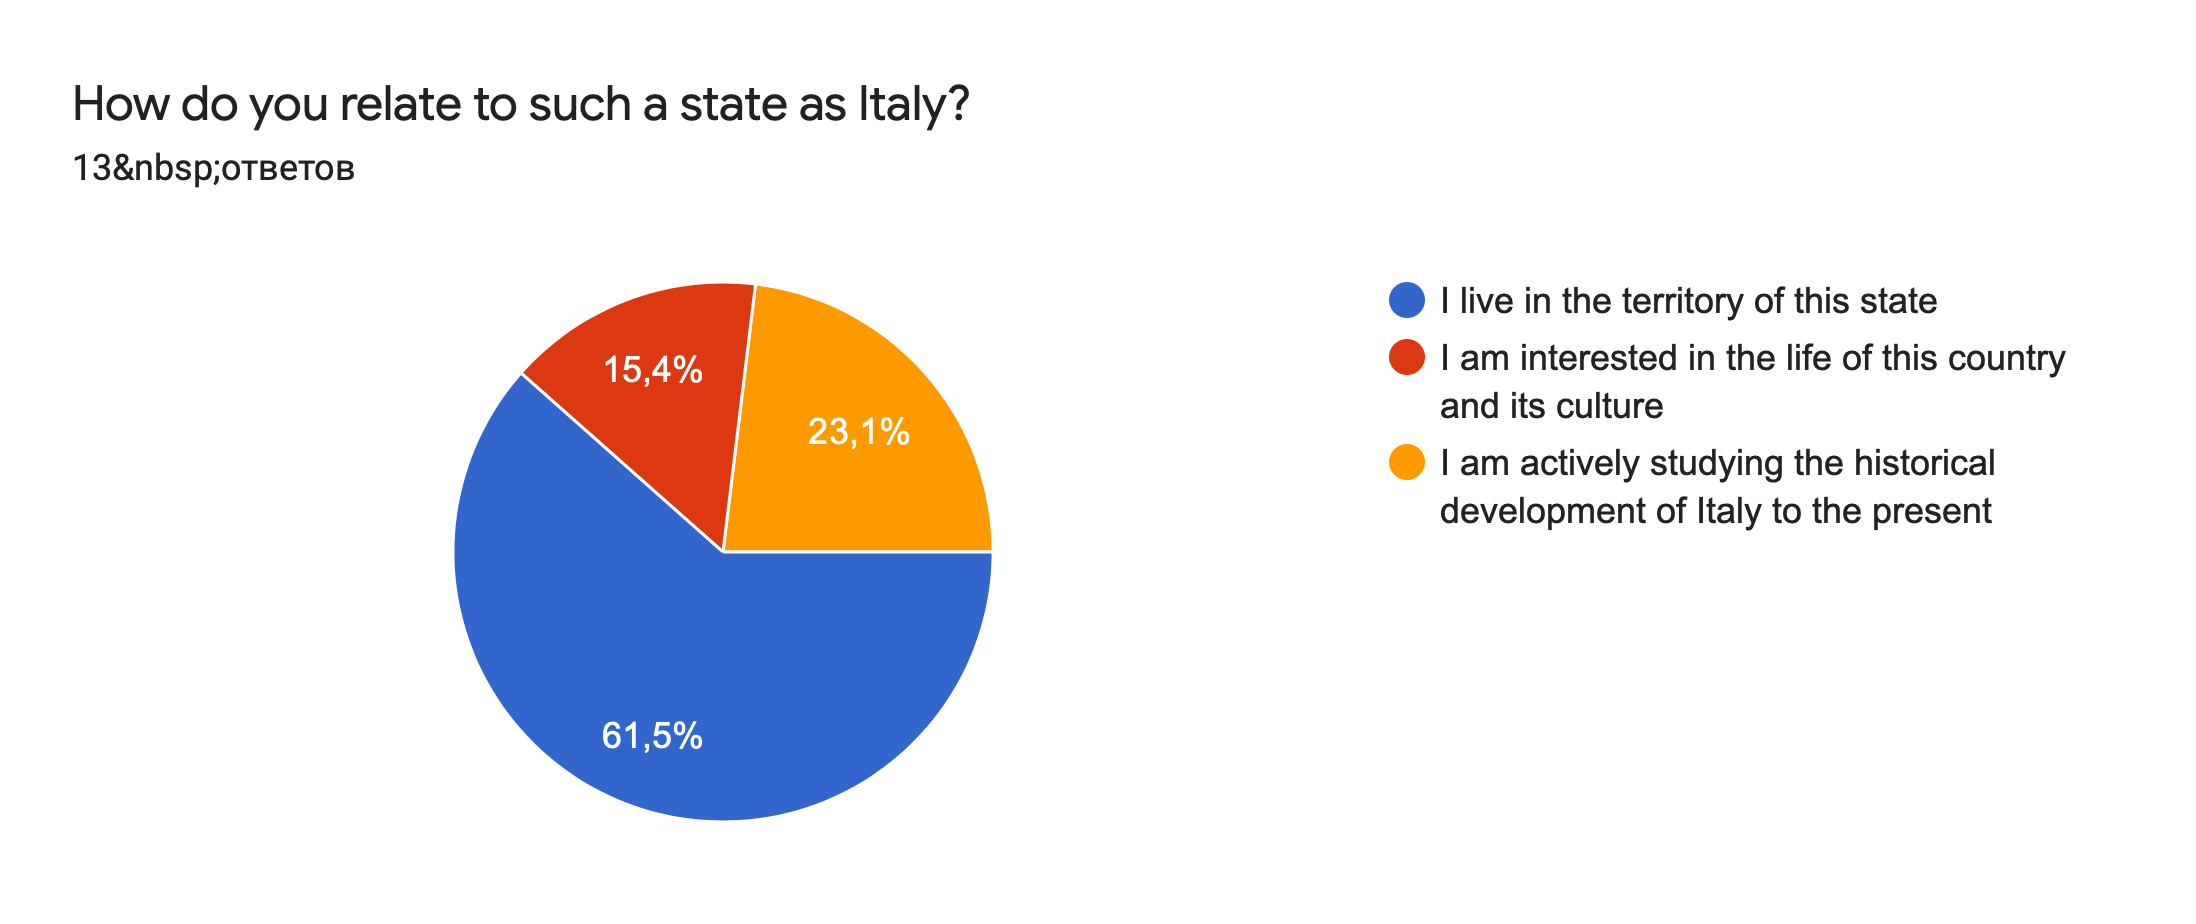 How do you relate to such a state as Italy?
13&nbsp;ответов
15,4%
23,1%
61,5%
I live in the territory of this state
I am interested in the life of this country
and its culture
I am actively studying the historical
development of Italy to the present